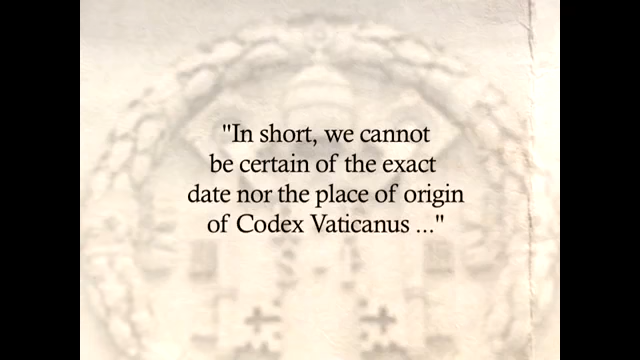 "In short, we cannot
be certain of the exact
date nor the place of origin
of Codex Vaticanus ..."